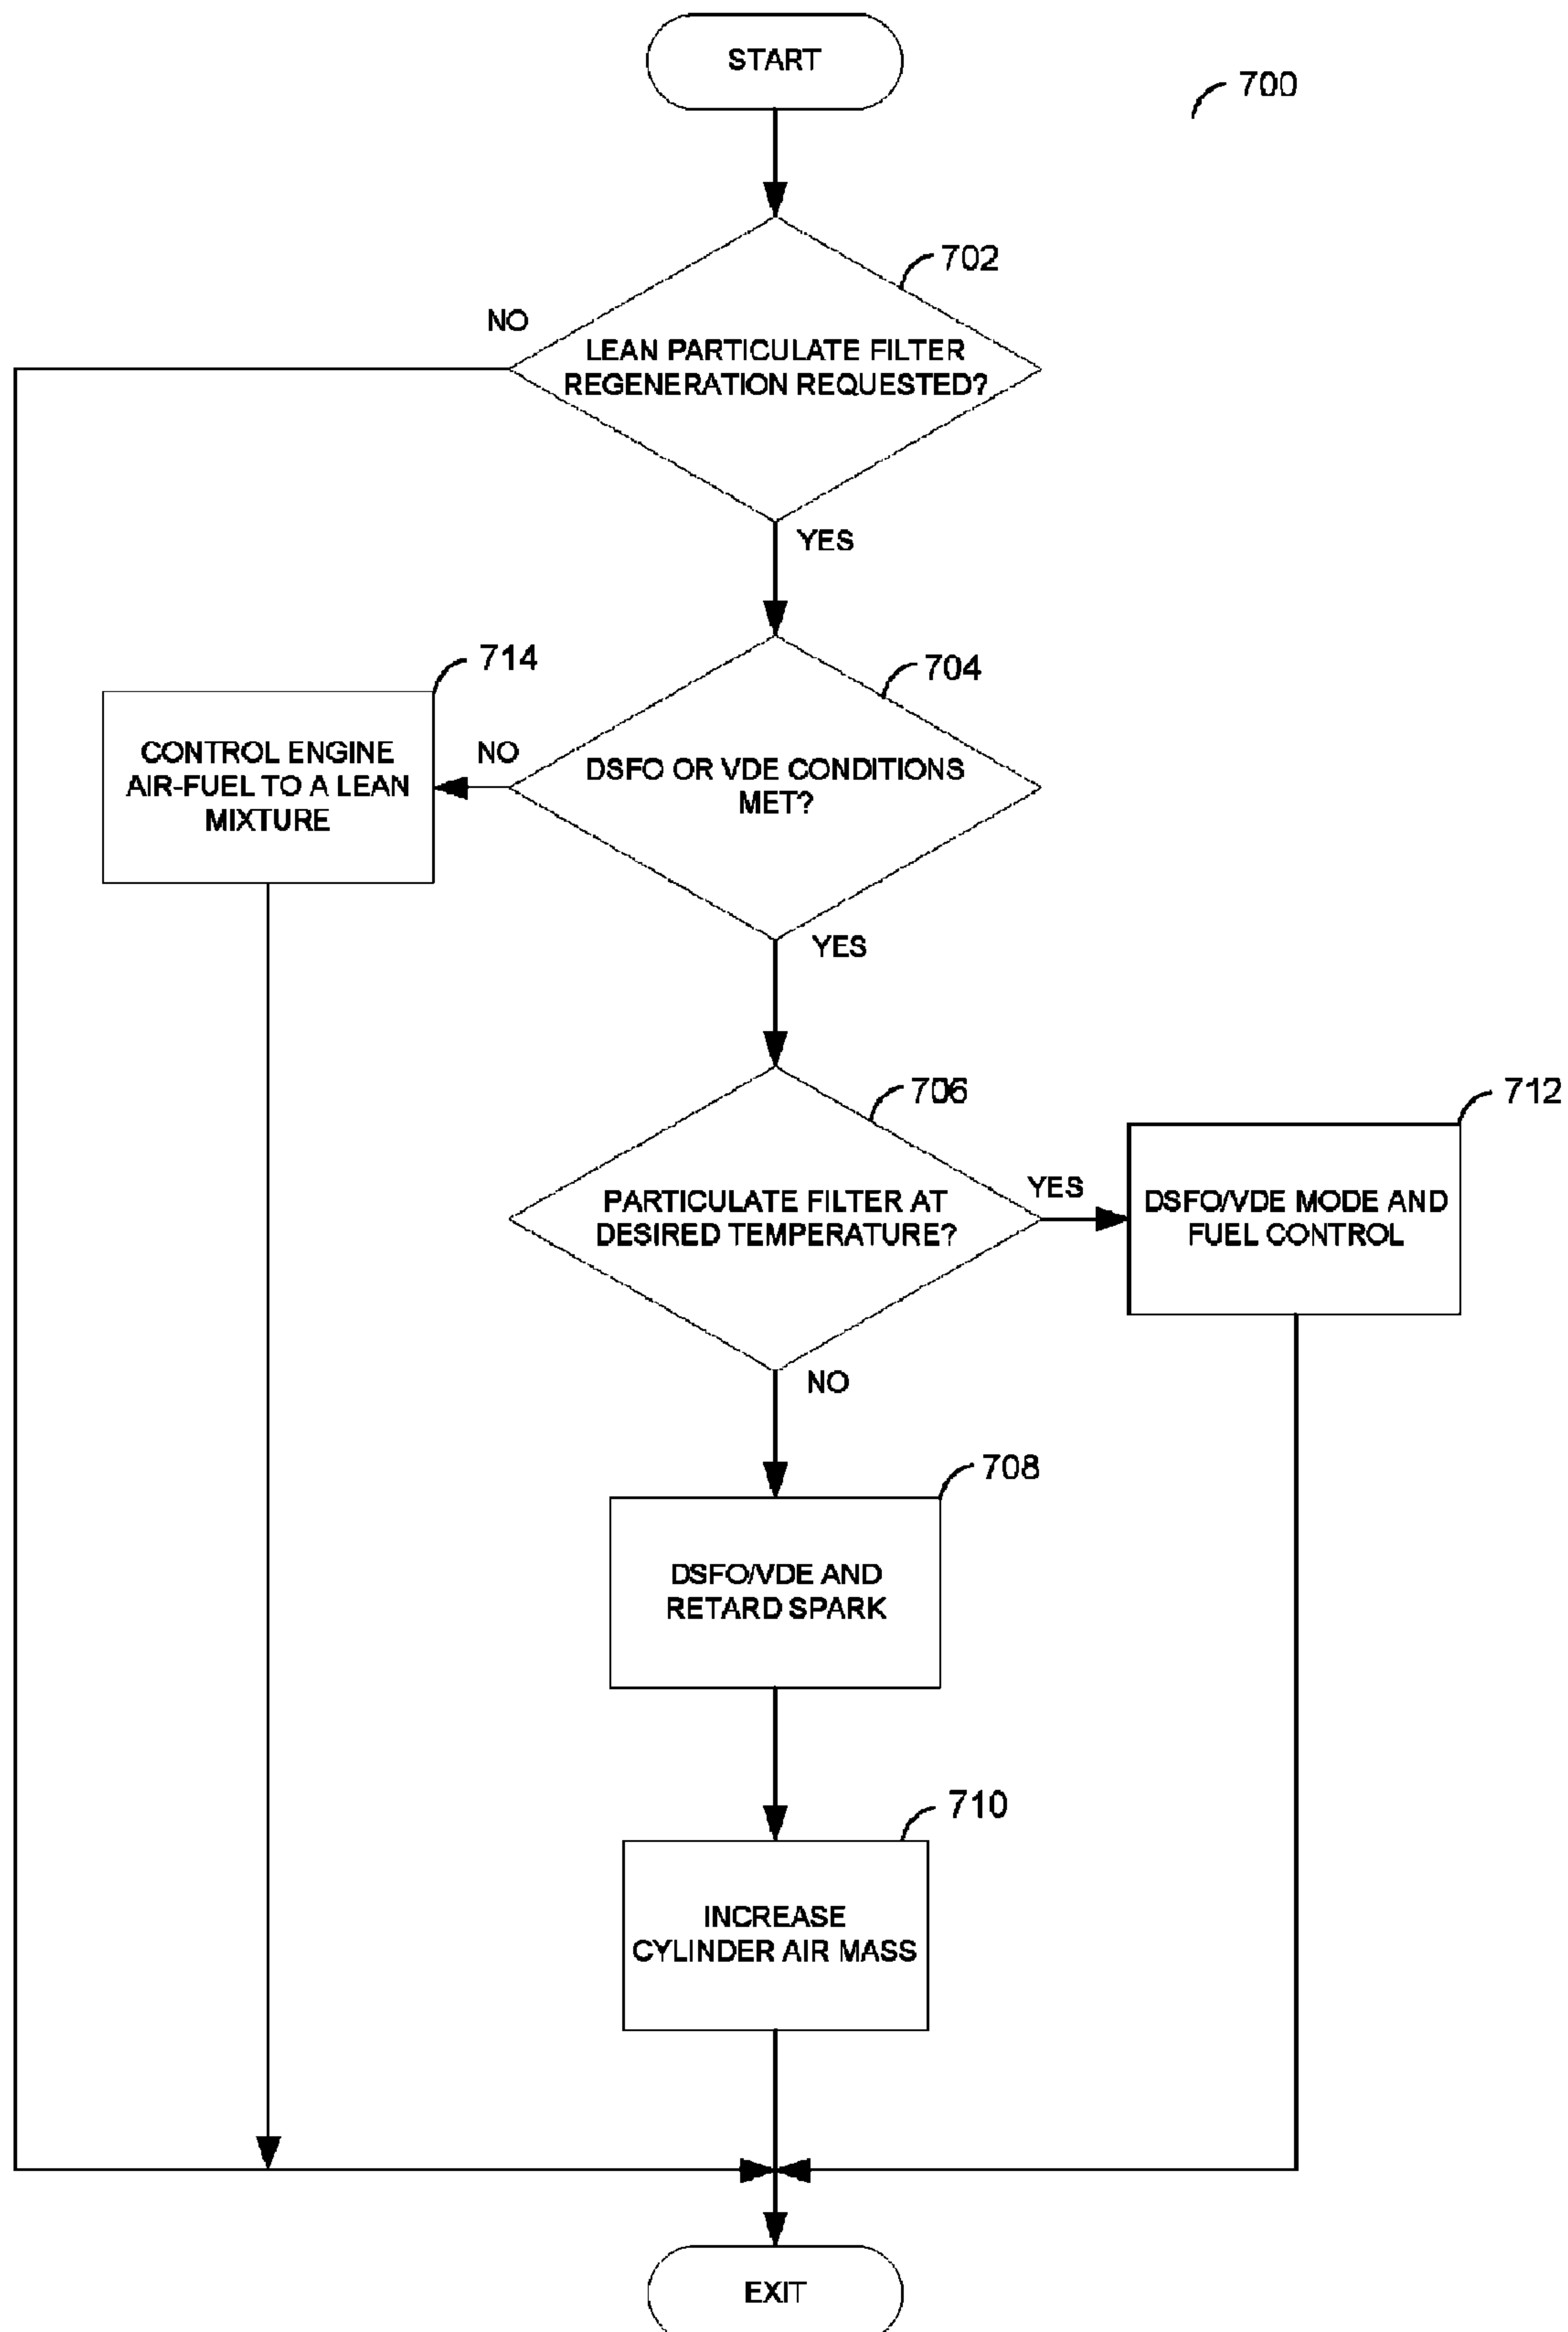 START
700
702
NO
LEAN PARTICULATE FILTER
REGENERATION REQUESTED?
YES
714
704
CONTROL ENGINE
AIR-FUEL TO A LEAN
MIXTURE
NO
DSFO OR VDE CONDITIONS
MET?
YES
706
712
PARTICULATE FILTER AT
DESIRED TEMPERATURE?
YES
DSFO/VDE MODE AND
FUEL CONTROL
NO
708
DSFO/VDE AND
RETARD SPARK
710
INCREASE
CYLINDER AIR MASS
EXIT